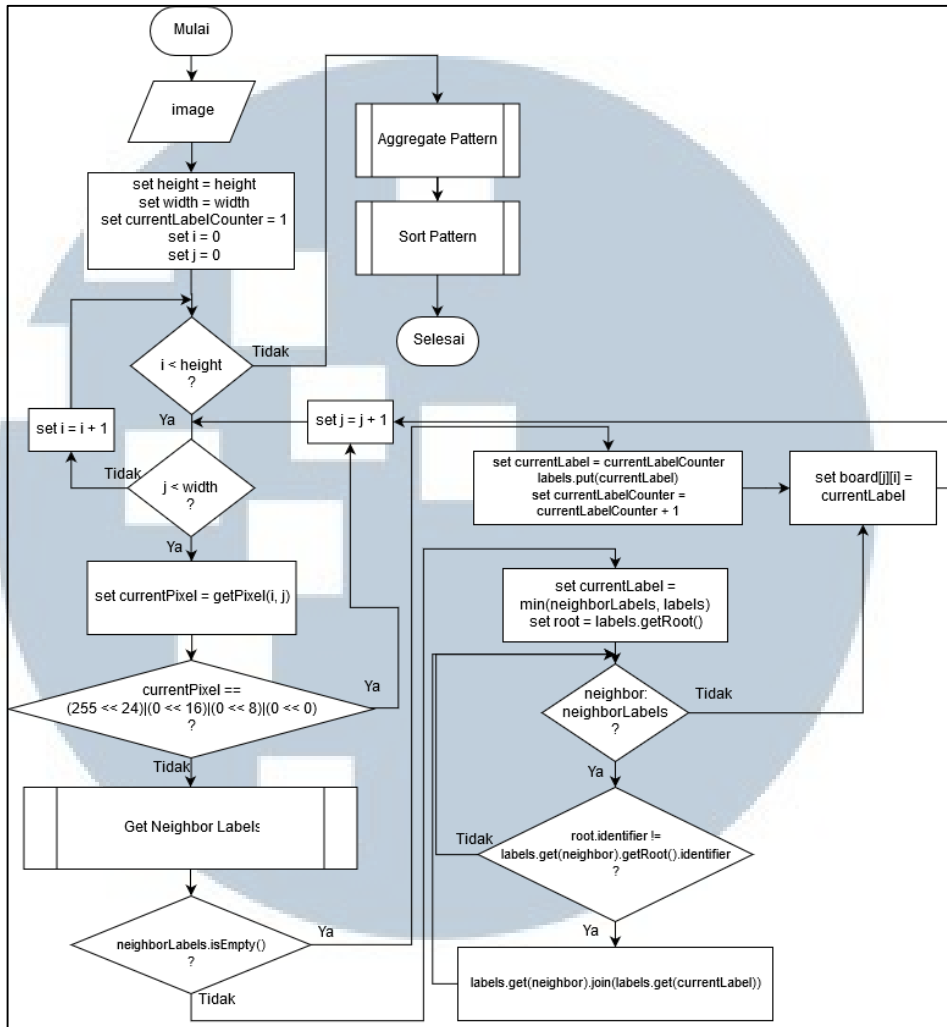 Mulai
image
set height = height
set width = width
set currentLabelCounter = 1
set i = 0
set j = 0
i < height
?
Tidak
Ya
set i = i + 1
j < width
?
Tidak
Ya
set j = j + 1
set currentPixel = getPixel(i, j)
currentPixel ==
(255 << 24)|(0 << 16)|(0 << 8)|(0 << 0)
?
Ya
Tidak
Get Neighbor Labels
neighborLabels.isEmpty()
?
Ya
Tidak
Aggregate Pattern
Sort Pattern
Selesai
set currentLabel = currentLabelCounter
labels.put(currentLabel)
set currentLabelCounter =
currentLabelCounter + 1
set board[j][i] =
currentLabel
set currentLabel =
min(neighborLabels, labels)
set root = labels.getRoot()
neighbor:
neighborLabels
?
Tidak
Ya
root.identifier !=
labels.get(neighbor).getRoot().identifier
?
Tidak
Ya
labels.get(neighbor).join(labels.get(currentLabel))